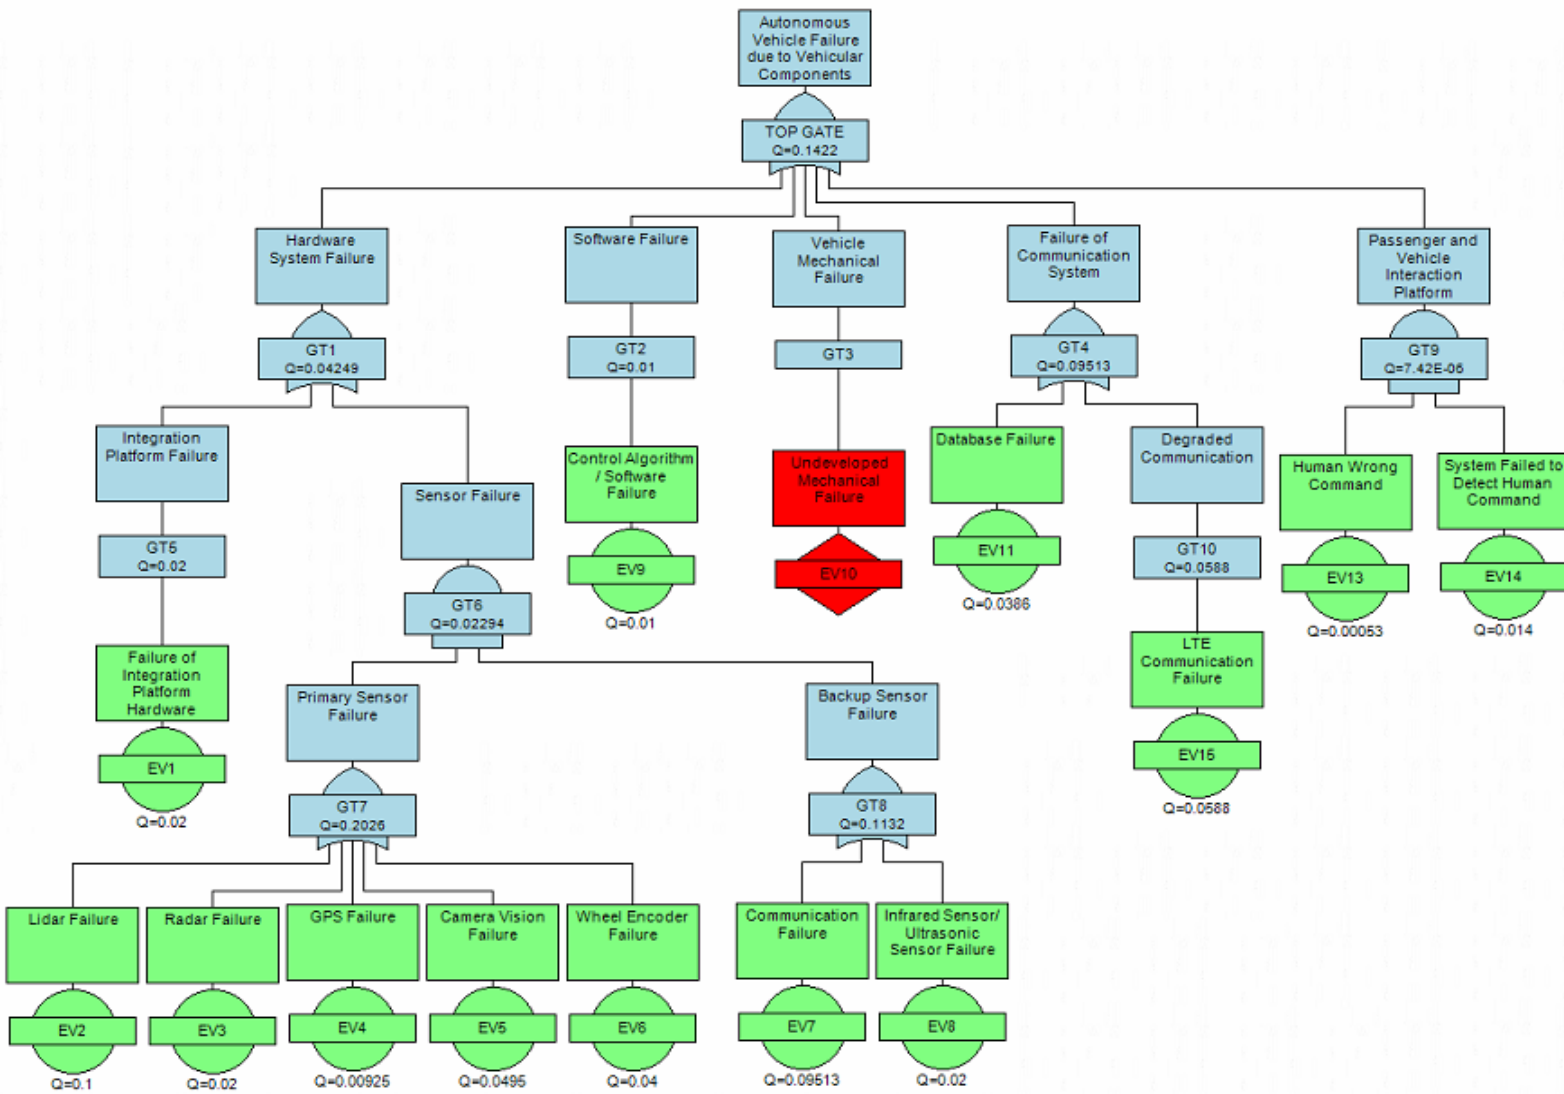 Autonomous
Vehicle Failure
due to Vehicular
Components
TOP GATE
Q=0.1422
Hardware
System Failure
GT1
Q=0.04249
Software Failure
GT2
Q=0.01
Vehicle
Mechanical
Failure
GT3
Failure of
Communication
System
GT4
Q=0.09513
Passenger and
Vehicle
Interaction
Platform
GT9
Q=7.42E-06
Integration
Platform Failure
GT5
Q=0.02
Sensor Failure
GT6
Q=0.02294
Control Algorithm
/ Software
Failure
EV9
Q=0.01
Undeveloped
Mechanical
Failure
EV10
Database Failure
EV11
Q=0.0386
Degraded
Communication
GT10
Q=0.0588
Human Wrong
Command
EV13
Q=0.00053
System Failed to
Detect Human
Command
EV14
Q=0.014
Failure of
Integration
Platform
Hardware
EV1
Q=0.02
Primary Sensor
Failure
GT7
Q=0.2026
Backup Sensor
Failure
GT8
Q=0.1132
LTE
Communication
Failure
EV15
Q=0.0588
Lidar Failure
EV2
Q=0.1
Radar Failure
EV3
Q=0.02
GPS Failure
EV4
Q=0.00925
Camera Vision
Failure
EV5
Q=0.0495
Wheel Encoder
Failure
EV6
Q=0.04
Communication
Failure
EV7
Q=0.09513
Infrared Sensor/
Ultrasonic
Sensor Failure
EV8
Q=0.02